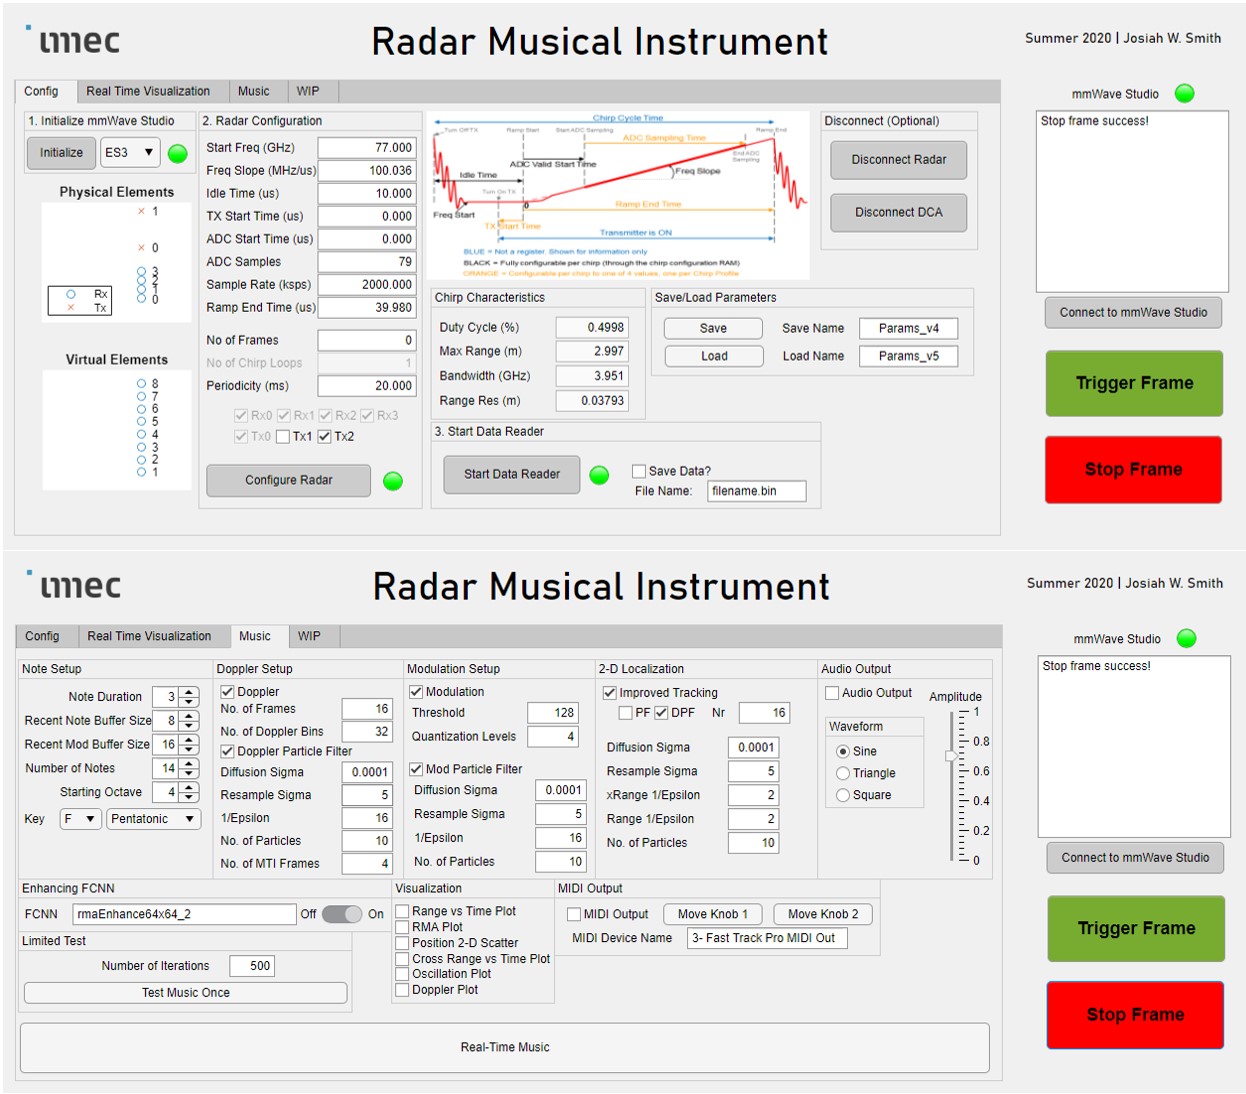 imec
Radar Musical Instrument
Summer 2020 | Josiah W. Smith
Config
Real Time Visualization
Music
WIP
1. Initialize mmWave Studio
Initialize
ES3
Physical Elements
× 1
× 0
3
2
1
0
Rx
× Tx
Virtual Elements
8
7
6
5
4
3
2
1
2. Radar Configuration
Start Freq (GHz) 77.000
Freq Slope (MHz/us) 100.036
Idle Time (us) 10.000
TX Start Time (us) 0.000
ADC Start Time (us) 0.000
ADC Samples 79
Sample Rate (ksps) 2000.000
Ramp End Time (us) 39.980
No of Frames 0
No of Chirp Loops 1
Periodicity (ms) 20.000
Rx0 Rx1 Rx2 Rx3
Tx0 Tx1 Tx2
Configure Radar
Chirp Cycle Time
Turn Off TX
Ramp Start
Start ADC Sampling
Ramp End
ADC Sampling Time
End ADC
Sampling
ADC Valid Start Time
Freq Slope
Idle Time
Turn On TX
Freq Start
0
Ramp End Time
TX Start Time
Transmitter is ON
BLUE = Not a register. Shown for information only
BLACK = Fully configurable per chirp (through the chirp configuration RAM)
ORANGE = Configurable per chirp to one of 4 values, one per Chirp Profile
Chirp Characteristics
Duty Cycle (%) 0.4998
Max Range (m) 2.997
Bandwidth (GHz) 3.951
Range Res (m) 0.03793
Save/Load Parameters
Save Save Name Params_v4
Load Load Name Params_v5
3. Start Data Reader
Start Data Reader
Save Data?
File Name: filename.bin
Disconnect (Optional)
Disconnect Radar
Disconnect DCA
mmWave Studio
Stop frame success!
Connect to mmWave Studio
Trigger Frame
Stop Frame
imec
Radar Musical Instrument
Summer 2020 | Josiah W. Smith
Config
Real Time Visualization
Music
WIP
Note Setup
Note Duration 3
Recent Note Buffer Size 8
Recent Mod Buffer Size 16
Number of Notes 14
Starting Octave 4
Key F Pentatonic
Doppler Setup
Doppler
No. of Frames 16
No. of Doppler Bins 32
Doppler Particle Filter
Diffusion Sigma 0.0001
Resample Sigma 5
1/Epsilon 16
No. of Particles 10
No. of MTI Frames 4
Modulation Setup
Modulation
Threshold 128
Quantization Levels 4
Mod Particle Filter
Diffusion Sigma 0.0001
Resample Sigma 5
1/Epsilon 16
No. of Particles 10
2-D Localization
Improved Tracking
PF DPF Nr 16
Diffusion Sigma 0.0001
Resample Sigma 5
xRange 1/Epsilon 2
Range 1/Epsilon 2
No. of Particles 10
Audio Output
Audio Output
Waveform
Sine
Triangle
Square
Amplitude
1
0.8
0.6
0.4
0.2
0
Enhancing FCNN
FCNN rmaEnhance64x64_2 Off On
Limited Test
Number of Iterations 500
Test Music Once
Visualization
Range vs Time Plot
RMA Plot
Position 2-D Scatter
Cross Range vs Time Plot
Oscillation Plot
Doppler Plot
MIDI Output
MIDI Output Move Knob 1 Move Knob 2
MIDI Device Name 3- Fast Track Pro MIDI Out
Real-Time Music
mmWave Studio
Stop frame success!
Connect to mmWave Studio
Trigger Frame
Stop Frame